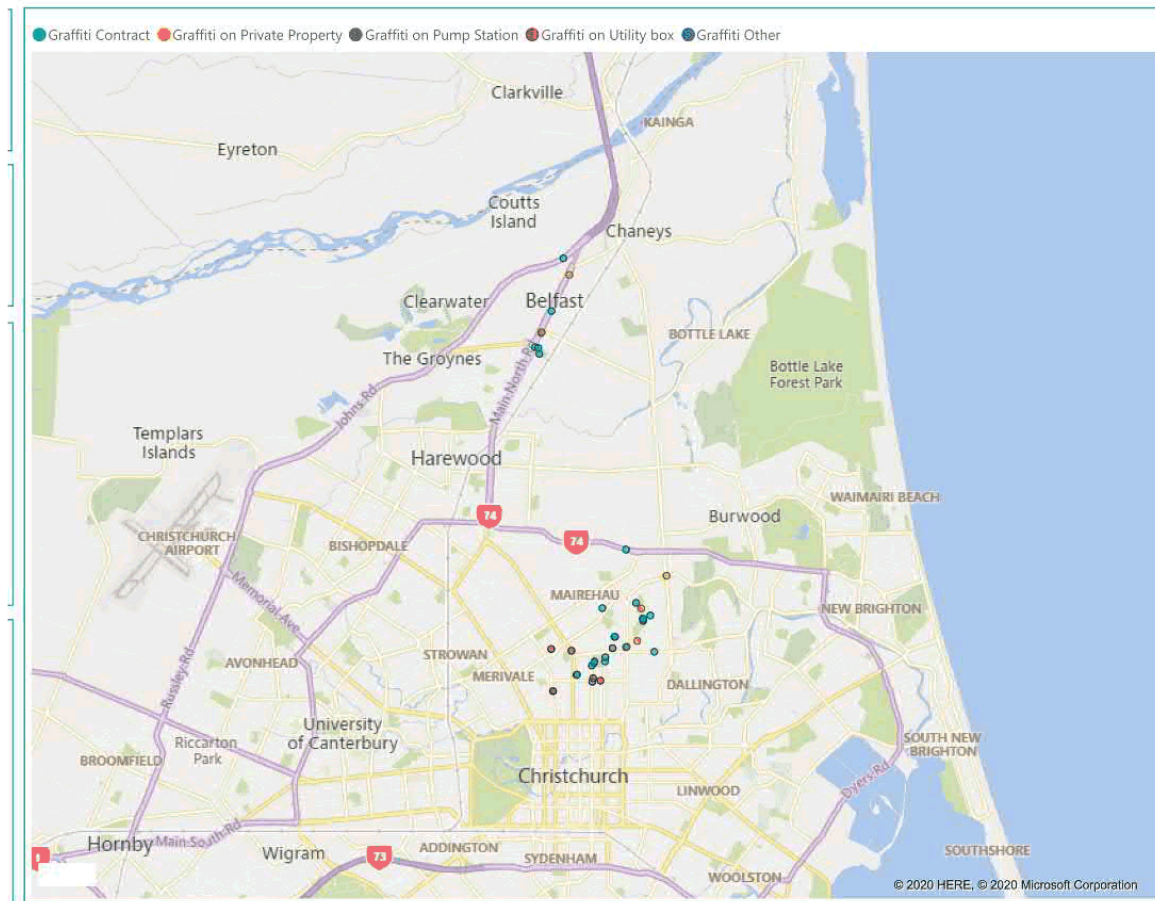 Graffiti Contract Graffiti on Private Property Graffiti on Pump Station Graffiti on Utility box Graffiti Other
Clarkville
KAINGA
Eyreton
Coutts
Island
Chaneys
Clearwater
Belfast
BOTTLE LAKE
The Groynes
Bottle Lake
Forest Park
Main North Rd
Johns Rd
Templars
Islands
Harewood
WAIMAIRI BEACH
74
Burwood
CHRISTCHURCH
AIRPORT
BISHOPDALE
74
MAIREHAU
NEW BRIGHTON
Memorial Ave
STROWAN
AVONHEAD
MERIVALE
DALLINGTON
Russley Rd
University
of Canterbury
Riccarton
Park
SOUTH NEW
BRIGHTON
BROOMFIELD
Christchurch
Dyers Rd
LINWOOD
Hornby
Main South Rd
Wigram
73
ADDINGTON
SYDENHAM
SOUTHSHORE
WOOLSTON
© 2020 HERE, © 2020 Microsoft Corporation